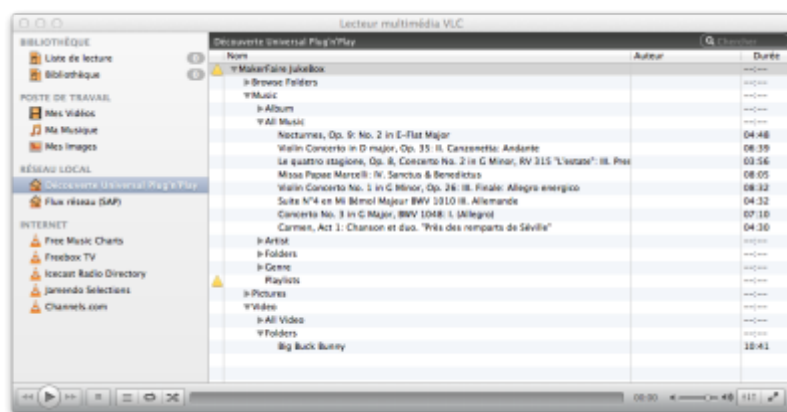 Lecteur multimédia VLC
BIBLIOTHÈQUE
Liste de lecture 0
Bibliothèque 0
POSTE DE TRAVAIL
Mes Vidéos
Ma Musique
Mes Images
RÉSEAU LOCAL
Découverte Universal Plug'n'Play
Flux réseau (SAP)
INTERNET
Free Music Charts
Freebox TV
Icecast Radio Directory
Jamendo Selections
Channels.com
Découverte Universal Plug'n'Play
Chercher
Nom Auteur Durée
MakerFaire JukeBox --:--
Browse Folders --:--
Music --:--
Album --:--
All Music --:--
Nocturnes, Op. 9: No. 2 in E-Flat Major 04:48
Violin Concerto in D major, Op. 35: II. Canzonetta: Andante 06:39
Le quattro stagione, Op. 8, Concerto No. 2 in G Minor, RV 315 "L'estate": III. Pres 03:56
Missa Papae Marcelli: IV. Sanctus & Benedictus 08:05
Violin Concerto No. 1 in G Minor, Op. 26: III. Finale: Allegro energico 08:32
Suite N°4 en Mi Bémol Majeur BWV 1010 III. Allemande 04:32
Concerto No. 3 in G Major, BWV 1048: I. (Allegro) 07:10
Carmen, Act 1: Chanson et duo. "Près des remparts de Séville" 04:30
Artist --:--
Folders --:--
Genre --:--
Playlists --:--
Pictures --:--
Video --:--
All Video --:--
Folders --:--
Big Buck Bunny 10:41
00:00